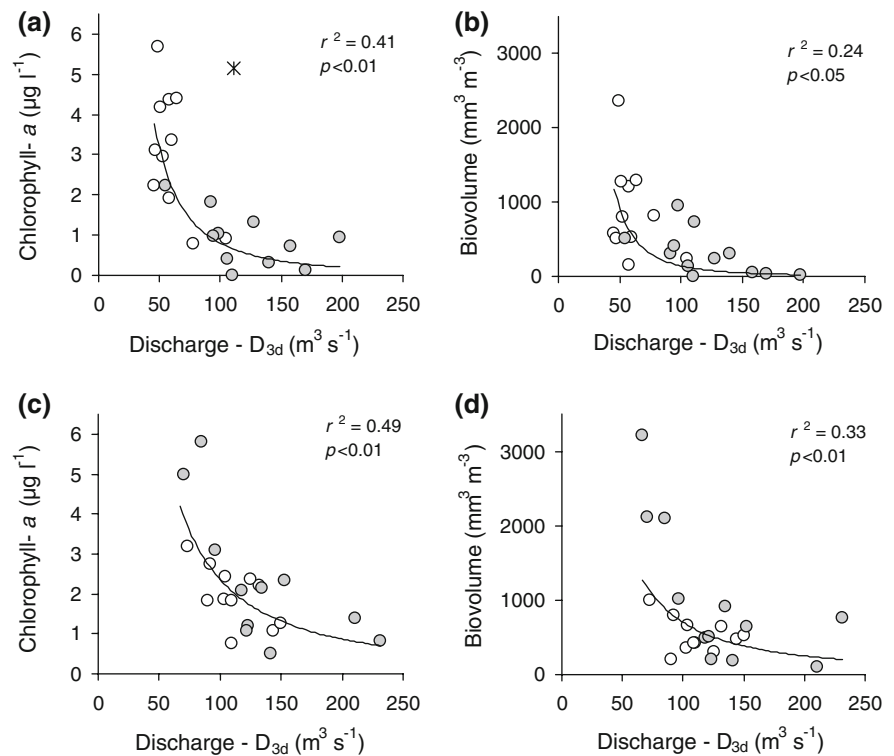 (a)
r² = 0.41
p<0.01
Chlorophyll- a (µg l⁻¹)
6
5
4
3
2
1
0
0 50 100 150 200 250
Discharge - D3d (m³ s⁻¹)
(b)
r² = 0.24
p<0.05
Biovolume (mm³ m⁻³)
3000
2000
1000
0
0 50 100 150 200 250
Discharge - D3d (m³ s⁻¹)
(c)
r² = 0.49
p<0.01
Chlorophyll- a (µg l⁻¹)
6
5
4
3
2
1
0
0 50 100 150 200 250
Discharge - D3d (m³ s⁻¹)
(d)
r² = 0.33
p<0.01
Biovolume (mm³ m⁻³)
3000
2000
1000
0
0 50 100 150 200 250
Discharge - D3d (m³ s⁻¹)